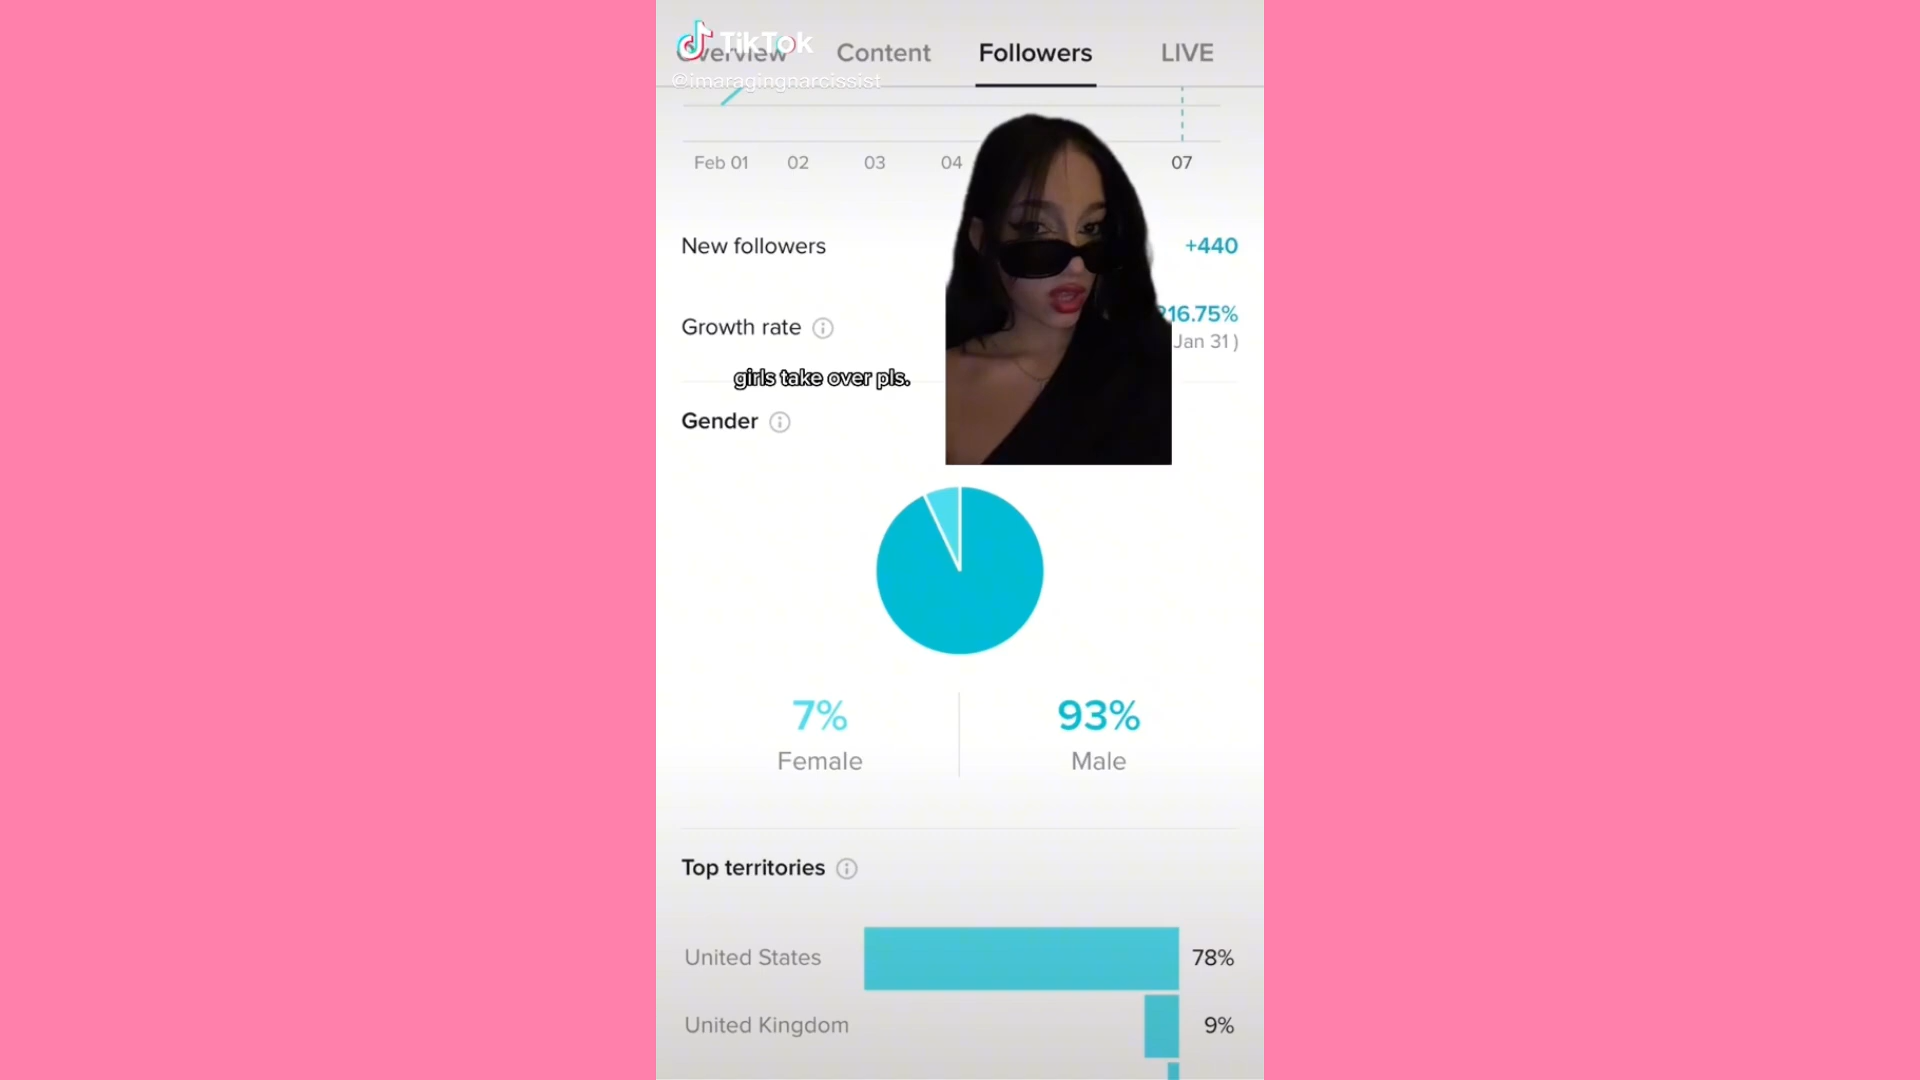 TikTok
@imaragingnarcissist
Overview Content Followers LIVE
Feb 01 02 03 04 07
New followers +440
Growth rate 16.75%
Jan 31 )
girls take over pls.
Gender
7% 93%
Female Male
Top territories
United States 78%
United Kingdom 9%